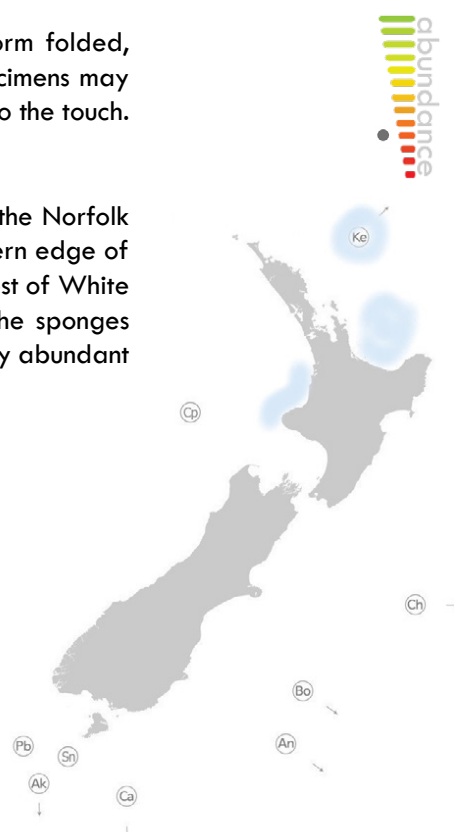 orm folded,
cimens may
o the touch.
the Norfolk
ern edge of
st of White
he sponges
y abundant
abundance
Ke
Cp
Ch
Bo
An
Pb
Sn
Ak
Ca